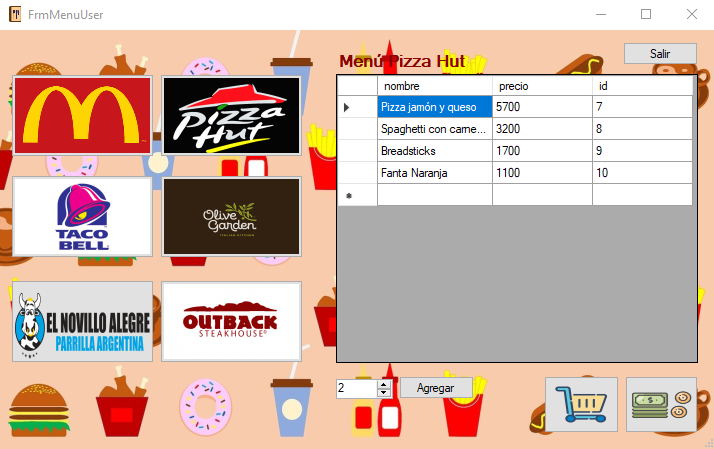 FrmMenuUser
Salir
Menú Pizza Hut
Pizza Hut
nombre precio id
Pizza jamón y queso 5700 7
Spaghetti con carne... 3200 8
Breadsticks 1700 9
Fanta Naranja 1100 10
TACO BELL
Olive Garden
ITALIAN KITCHEN
EL NOVILLO ALEGRE
PARRILLA ARGENTINA
OUTBACK
STEAKHOUSE®
2
Agregar